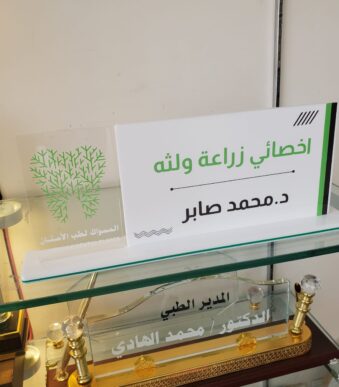 اخصائي زراعة ولثه
د.محمد صابر
المسواك لطب الأسنان
المدير الطبي
الدكتور / محمد الهادي